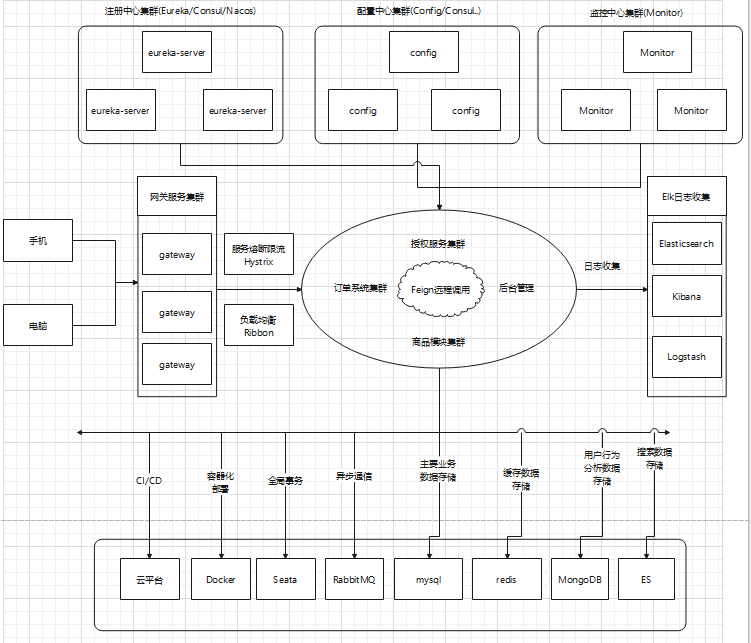 注册中心集群(Eureka/Consul/Nacos)
配置中心集群(Config/Consul..)
监控中心集群(Monitor)
eureka-server
config
Monitor
eureka-server
eureka-server
config
config
Monitor
Monitor
网关服务集群
Elk日志收集
手机
电脑
gateway
gateway
gateway
服务熔断限流
Hystrix
负载均衡
Ribbon
授权服务集群
订单系统集群
Feign远程调用
后台管理
商品模块集群
日志收集
Elasticsearch
Kibana
Logstash
CI/CD
容器化
部署
全局事务
异步通信
主要业务
数据存储
缓存数据
存储
用户行为
分析数据
存储
搜索数据
存储
云平台
Docker
Seata
RabbitMQ
mysql
redis
MongoDB
ES